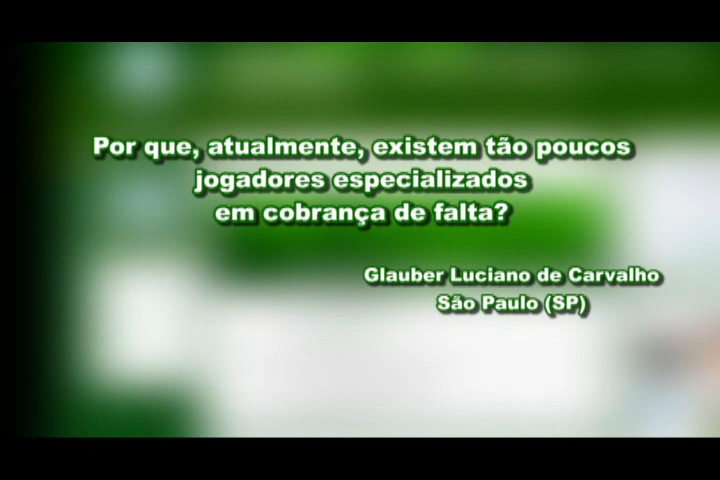 Por que, atualmente, existem tão poucos
jogadores especializados
em cobrança de falta?
Glauber Luciano de Carvalho
São Paulo (SP)